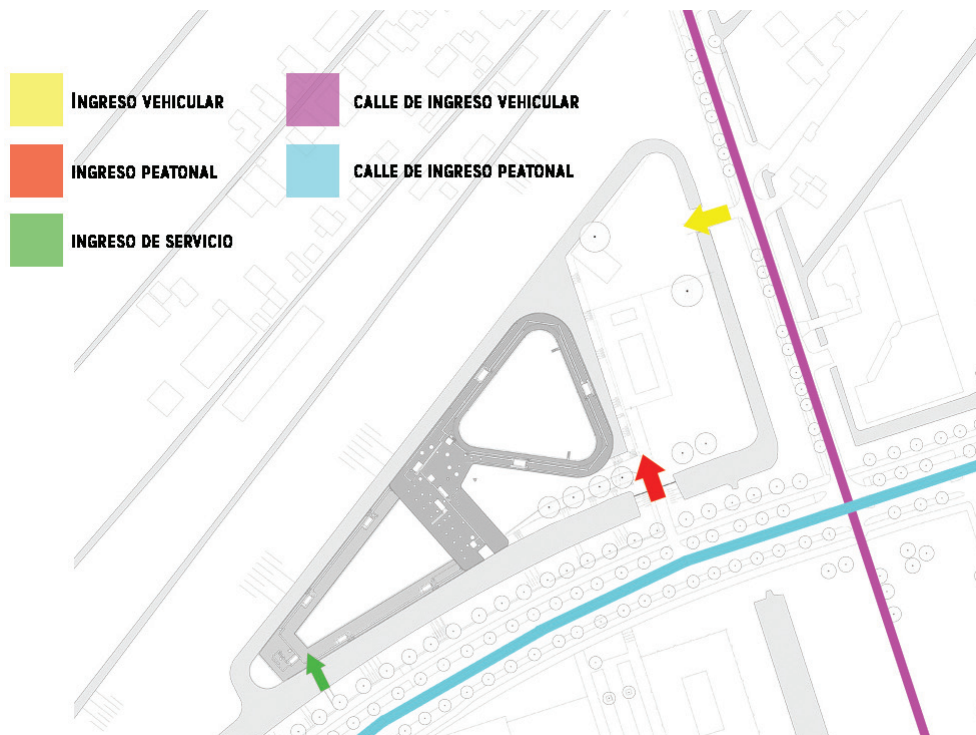 INGRESO VEHICULAR
INGRESO PEATONAL
INGRESO DE SERVICIO
CALLE DE INGRESO VEHICULAR
CALLE DE INGRESO PEATONAL